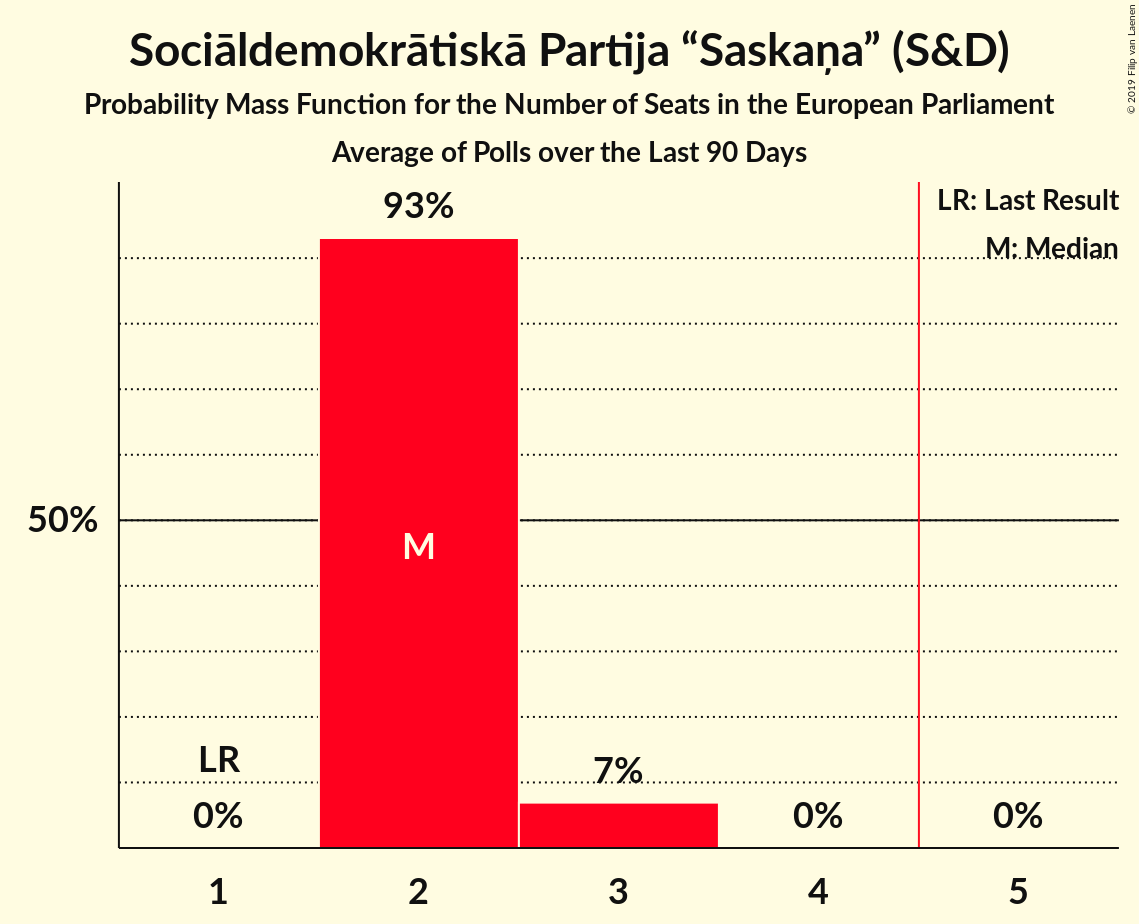 Sociāldemokrātiskā Partija “Saskaņa” (S&D)
Probability Mass Function for the Number of Seats in the European Parliament
Average of Polls over the Last 90 Days
© 2019 Filip van Laenen
LR: Last Result
M: Median
93%
50%
M
LR
0%
7%
0%
0%
1
2
3
4
5